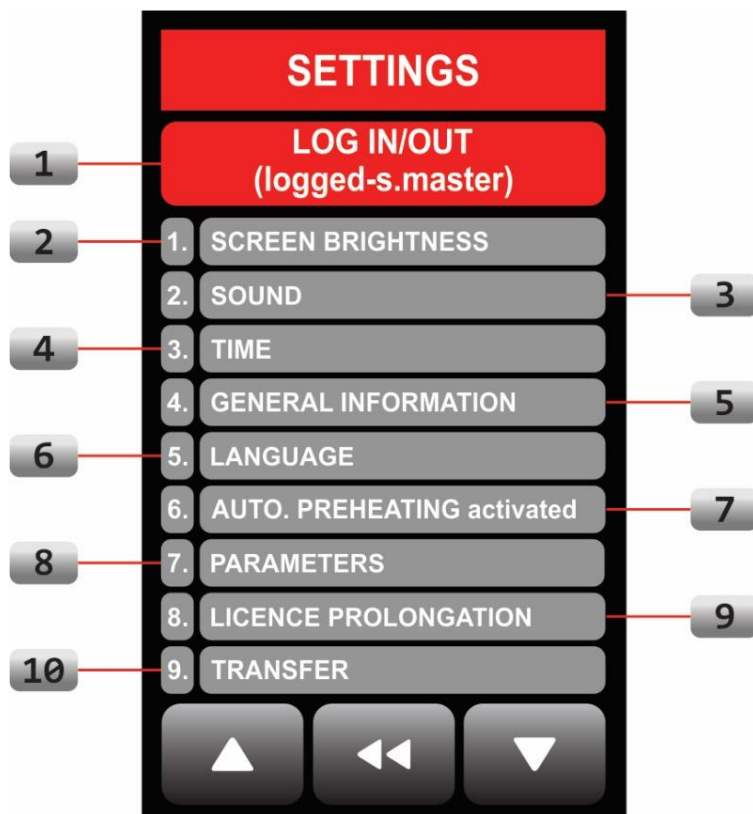 SETTINGS
1
LOG IN/OUT
(logged-s.master)
2
1. SCREEN BRIGHTNESS
2. SOUND
3
4
3. TIME
4. GENERAL INFORMATION
5
6
5. LANGUAGE
6. AUTO. PREHEATING activated
7
8
7. PARAMETERS
8. LICENCE PROLONGATION
9
10
9. TRANSFER